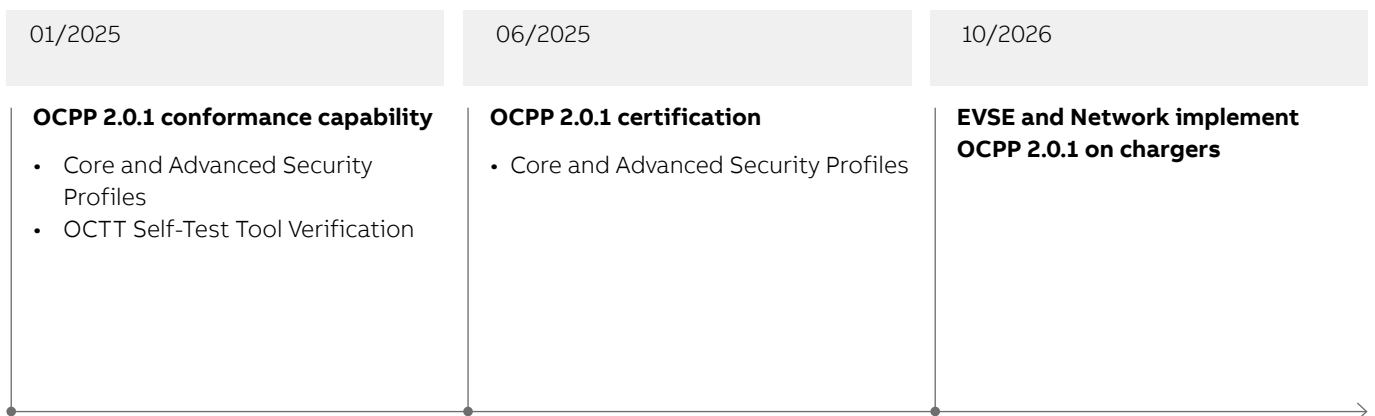 01/2025
OCPP 2.0.1 conformance capability
• Core and Advanced Security
Profiles
• OCTT Self-Test Tool Verification
06/2025
OCPP 2.0.1 certification
• Core and Advanced Security Profiles
10/2026
EVSE and Network implement
OCPP 2.0.1 on chargers